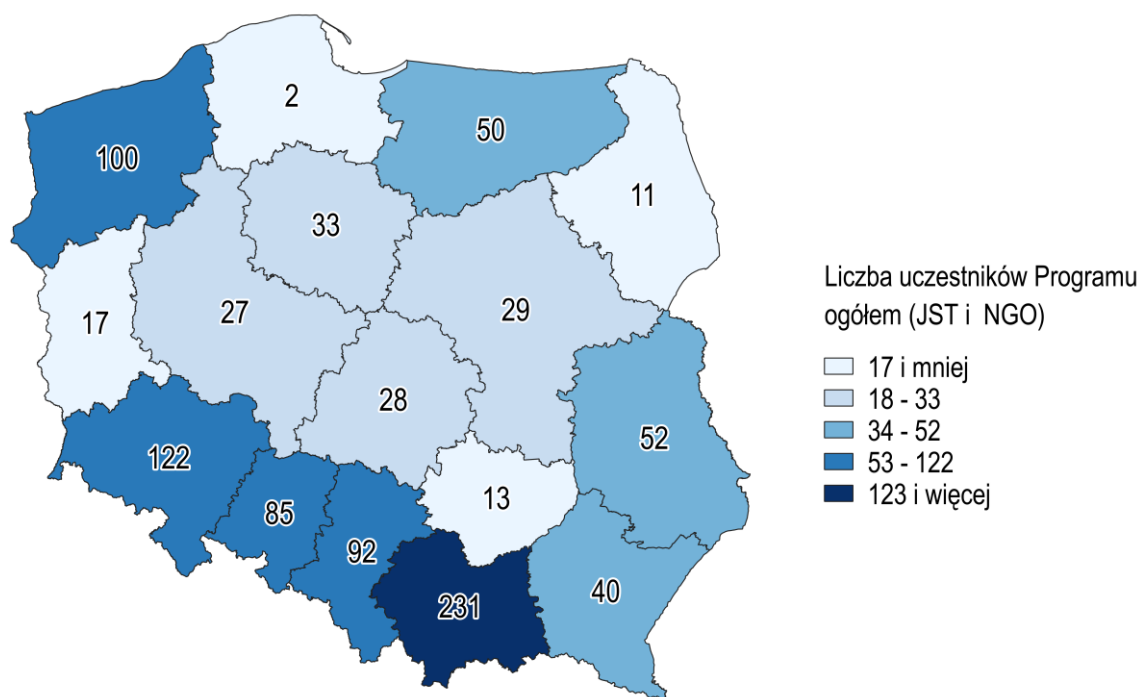 2
50
100
11
33
17
27
29
28
52
122
13
85
92
40
231
Liczba uczestników Programu
ogółem (JST i NGO)
17 i mniej
18 - 33
34 - 52
53 - 122
123 i więcej